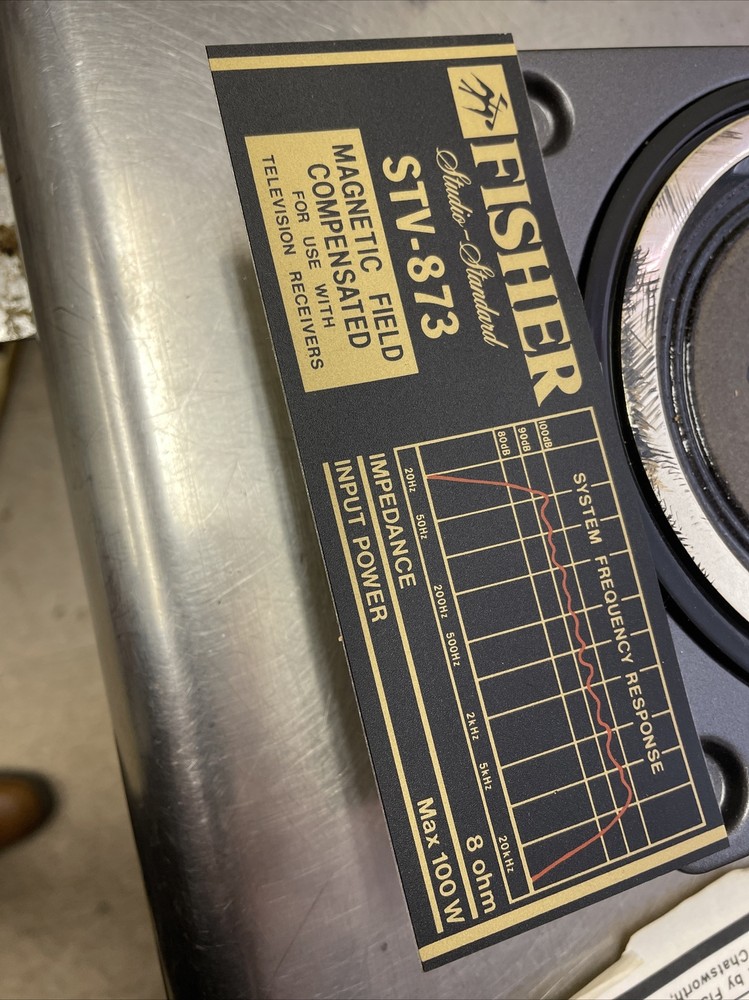 FISHER
Studio-Standard
STV-873
MAGNETIC FIELD
COMPENSATED
FOR USE WITH
TELEVISION RECEIVERS
SYSTEM FREQUENCY RESPONSE
100dB
90dB
80dB
20Hz 50Hz 200Hz 500Hz 2kHz 5kHz 20kHz
IMPEDANCE 8 ohm
INPUT POWER Max 100W
Chatsworth,